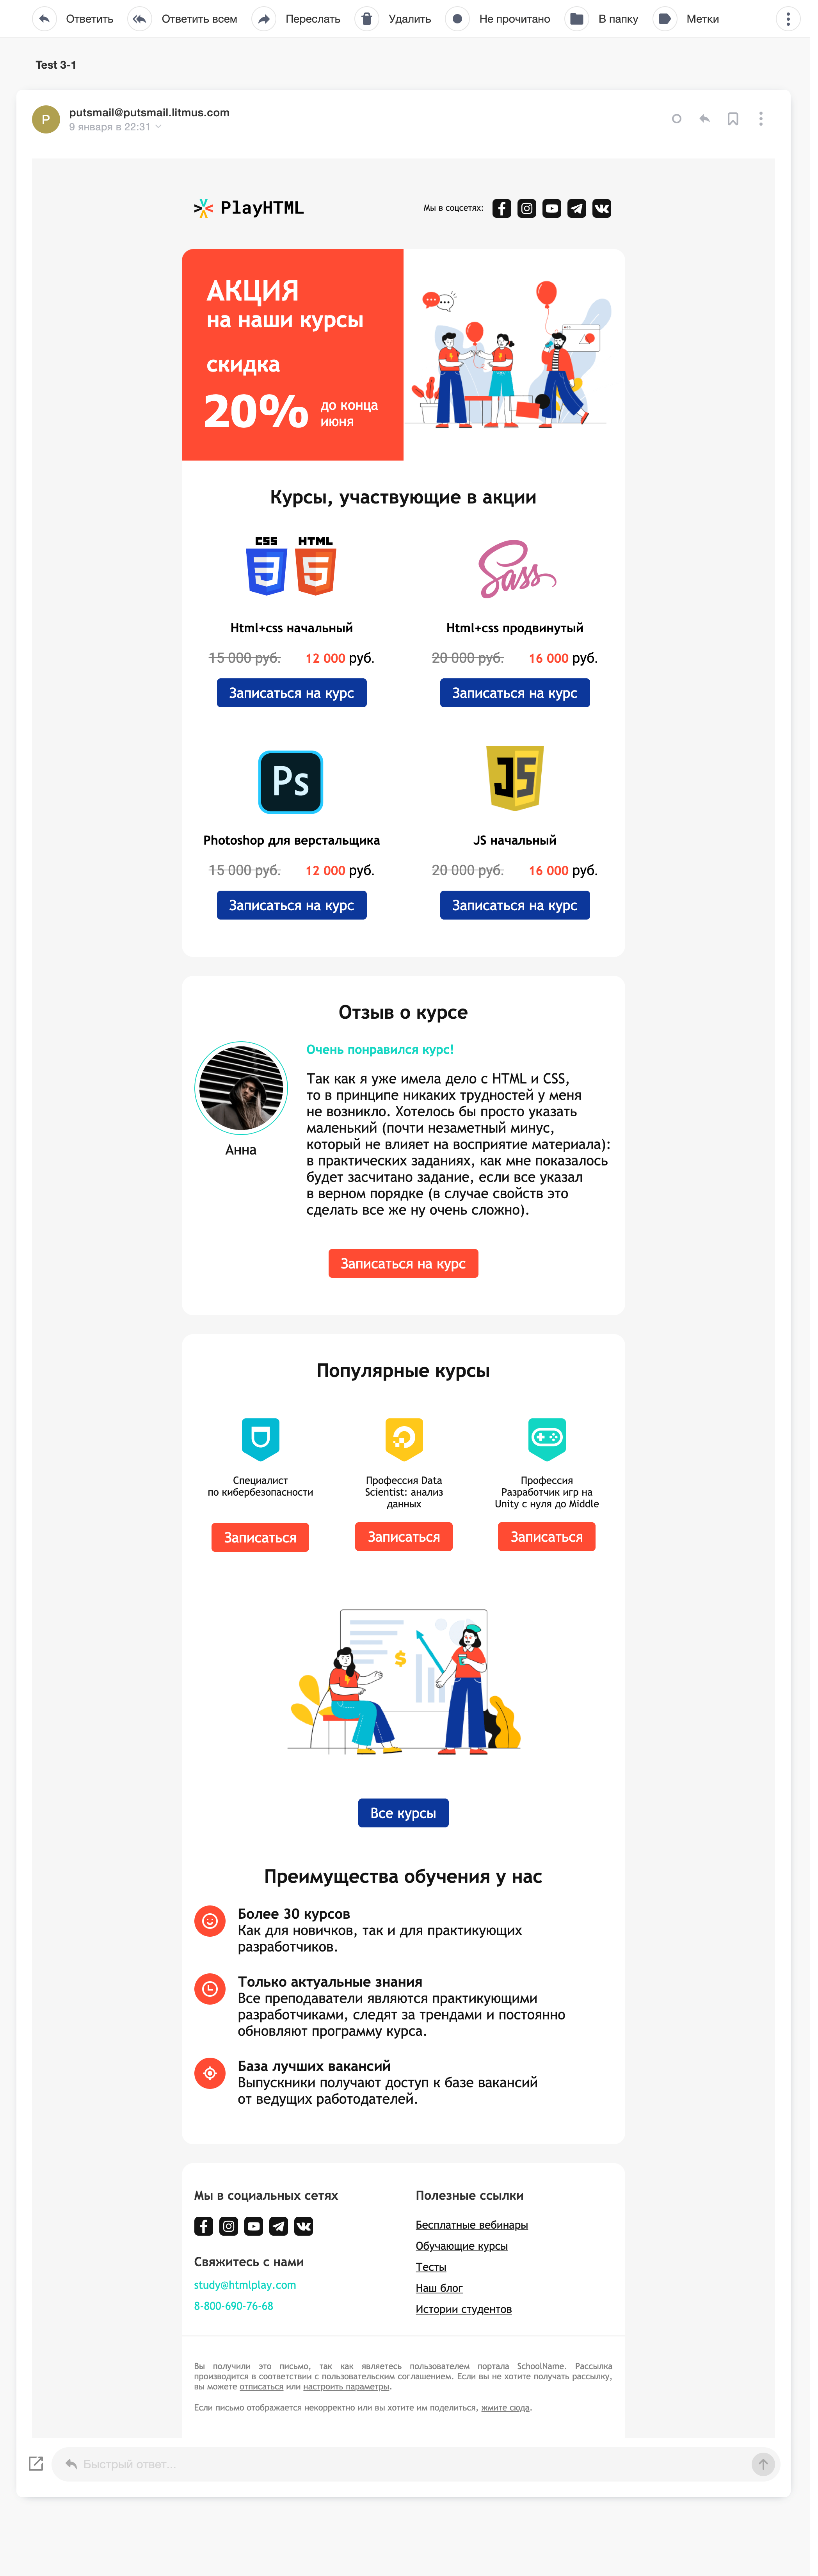 Ответить Ответить всем Переслать Удалить Не прочитано В папку Метки
Test 3-1
P
putsmail@putsmail.litmus.com
9 января в 22:31
PlayHTML
Мы в соцсетях:
АКЦИЯ
на наши курсы
скидка
20%
до конца
июня
Курсы, участвующие в акции
CSS HTML
3 5
Sass
Html+css начальный
Html+css продвинутый
15 000 руб. 12 000 руб.
20 000 руб. 16 000 руб.
Записаться на курс
Записаться на курс
Ps
JS
Photoshop для верстальщика
JS начальный
15 000 руб. 12 000 руб.
20 000 руб. 16 000 руб.
Записаться на курс
Записаться на курс
Отзыв о курсе
Анна
Очень понравился курс!
Так как я уже имела дело с HTML и CSS,
то в принципе никаких трудностей у меня
не возникло. Хотелось бы просто указать
маленький (почти незаметный минус,
который не влияет на восприятие материала):
в практических заданиях, как мне показалось
будет засчитано задание, если все указал
в верном порядке (в случае свойств это
сделать все же ну очень сложно).
Записаться на курс
Популярные курсы
Специалист
по кибербезопасности
Записаться
Профессия Data
Scientist: анализ
данных
Записаться
Профессия
Разработчик игр на
Unity с нуля до Middle
Записаться
$
Все курсы
Преимущества обучения у нас
Более 30 курсов
Как для новичков, так и для практикующих
разработчиков.
Только актуальные знания
Все преподаватели являются практикующими
разработчиками, следят за трендами и постоянно
обновляют программу курса.
База лучших вакансий
Выпускники получают доступ к базе вакансий
от ведущих работодателей.
Мы в социальных сетях
Свяжитесь с нами
study@htmlplay.com
8-800-690-76-68
Полезные ссылки
Бесплатные вебинары
Обучающие курсы
Тесты
Наш блог
Истории студентов
Вы получили это письмо, так как являетесь пользователем портала SchoolName. Рассылка
производится в соответствии с пользовательским соглашением. Если вы не хотите получать рассылку,
вы можете отписаться или настроить параметры.
Если письмо отображается некорректно или вы хотите им поделиться, жмите сюда.
Быстрый ответ...